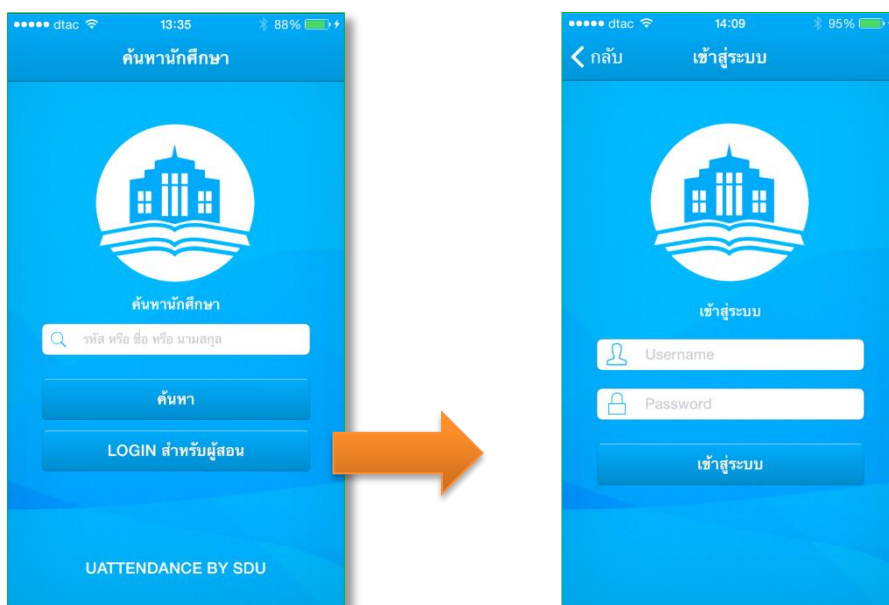 dtac 13:35 88%
ค้นหานักศึกษา
ค้นหานักศึกษา
รหัส หรือ ชื่อ หรือ นามสกุล
ค้นหา
LOGIN สำหรับผู้สอน
UATTENDANCE BY SDU
dtac 14:09 95%
กลับ เข้าสู่ระบบ
เข้าสู่ระบบ
Username
Password
เข้าสู่ระบบ